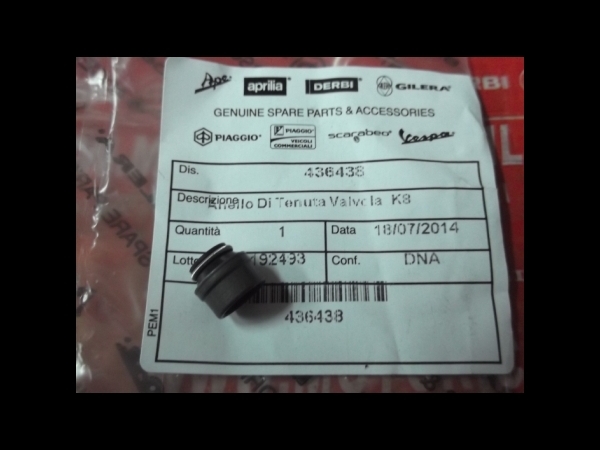 Ape aprilia DERBI GILERA
GENUINE SPARE PARTS & ACCESSORIES
PIAGGIO PIAGGIO VEICOLI COMMERCIALI scarabeo Vespa
Dis. 436438
Descrizione Anello Di Tenuta Valvola K8
Quantità 1 Data 18/07/2014
Lotto 192493 Conf. DNA
436438
PEM1